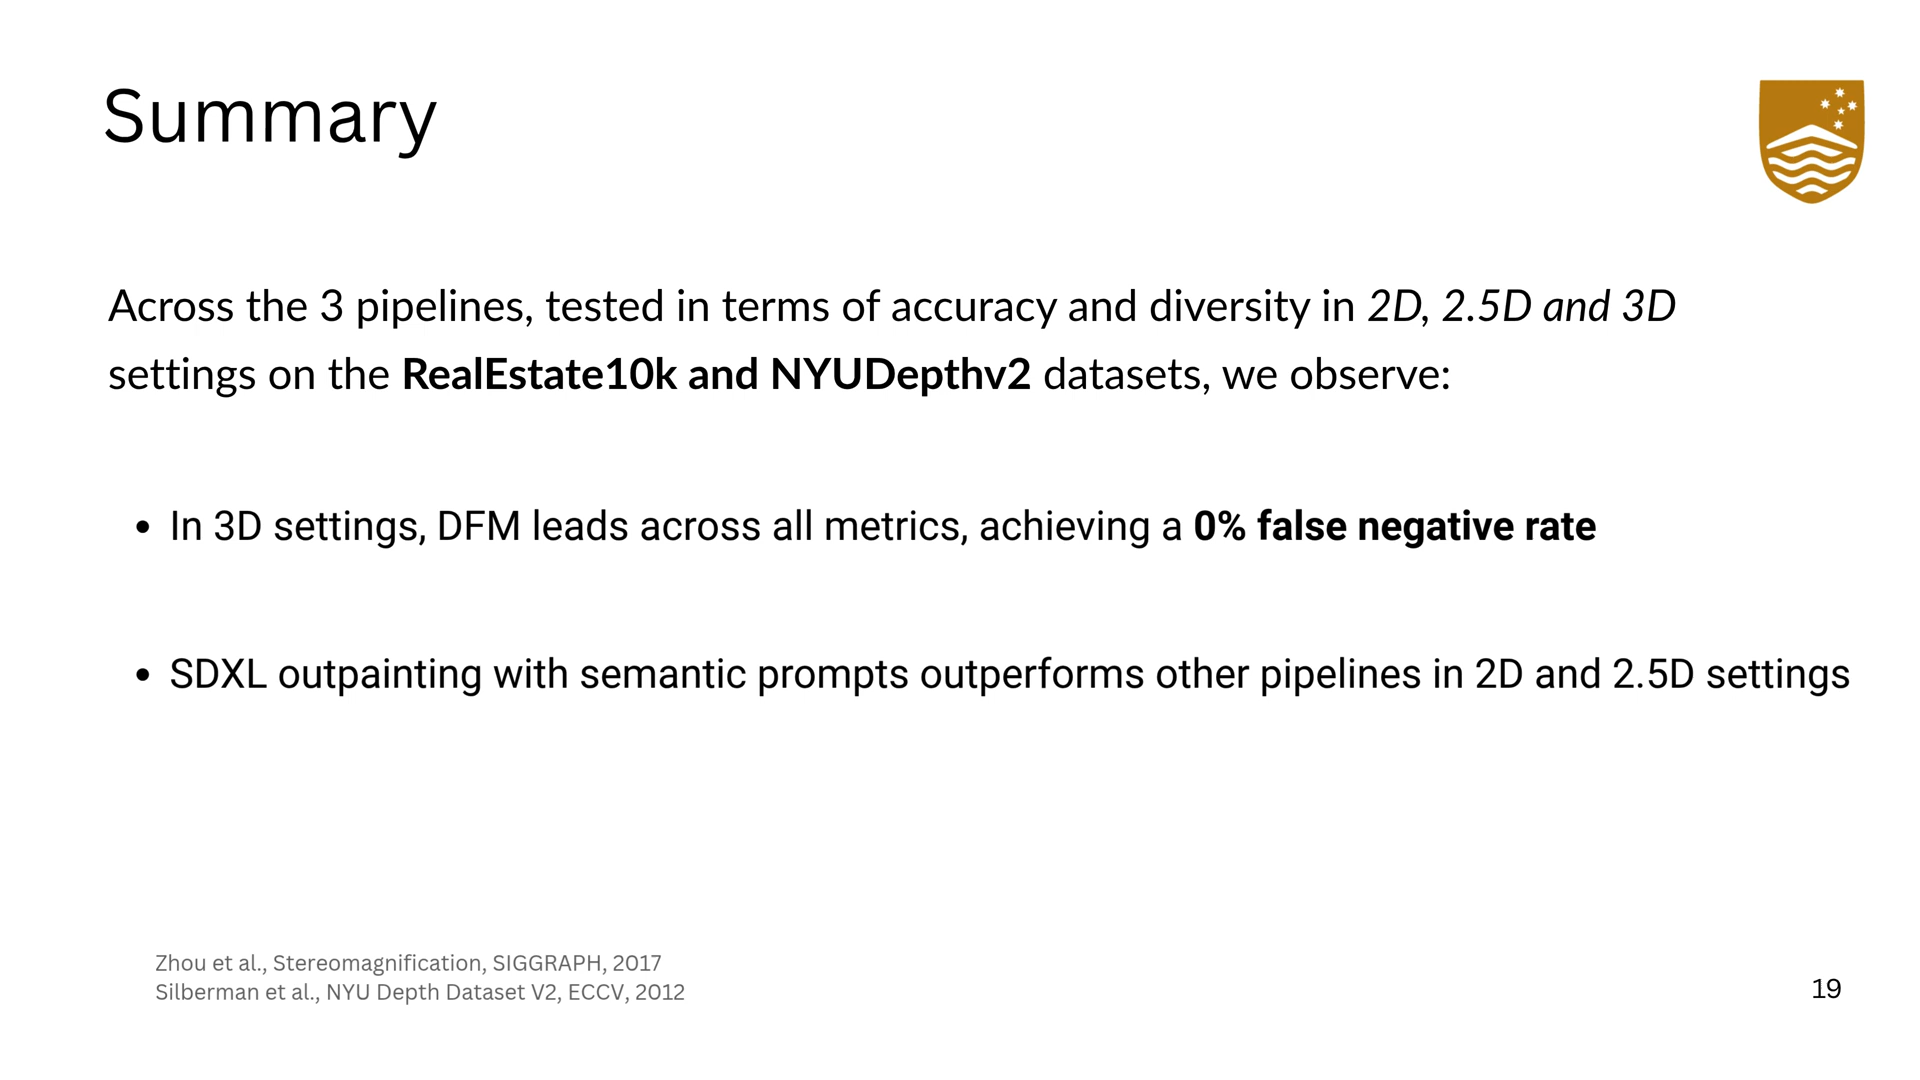 Summary
Across the 3 pipelines, tested in terms of accuracy and diversity in 2D, 2.5D and 3D
settings on the RealEstate10k and NYUDepthv2 datasets, we observe:
• In 3D settings, DFM leads across all metrics, achieving a 0% false negative rate
• SDXL outpainting with semantic prompts outperforms other pipelines in 2D and 2.5D settings
Zhou et al., Stereomagnification, SIGGRAPH, 2017
Silberman et al., NYU Depth Dataset V2, ECCV, 2012
19